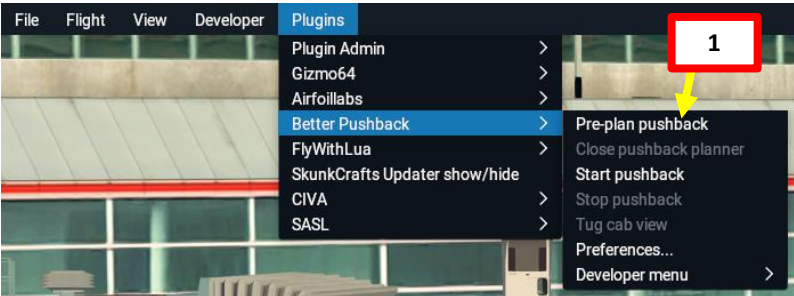 File Flight View Developer Plugins
1
Plugin Admin
Gizmo64
Airfoillabs
Better Pushback
FlyWithLua
SkunkCrafts Updater show/hide
CIVA
SASL
Pre-plan pushback
Close pushback planner
Start pushback
Stop pushback
Tug cab view
Preferences...
Developer menu